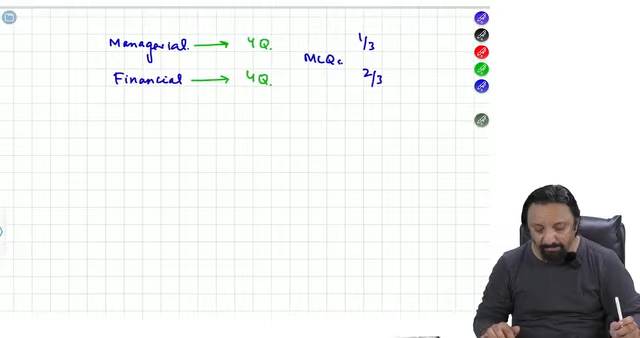 Managerial → 4 Q. 1/3
MCQs
Financial → 4 Q. 2/3